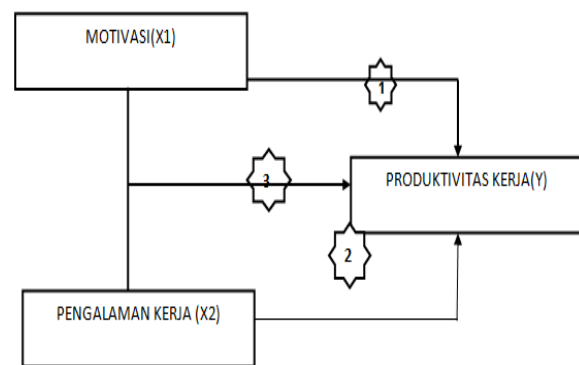 MOTIVASI(X1)
1
3
PRODUKTIVITAS KERJA(Y)
2
PENGALAMAN KERJA (X2)